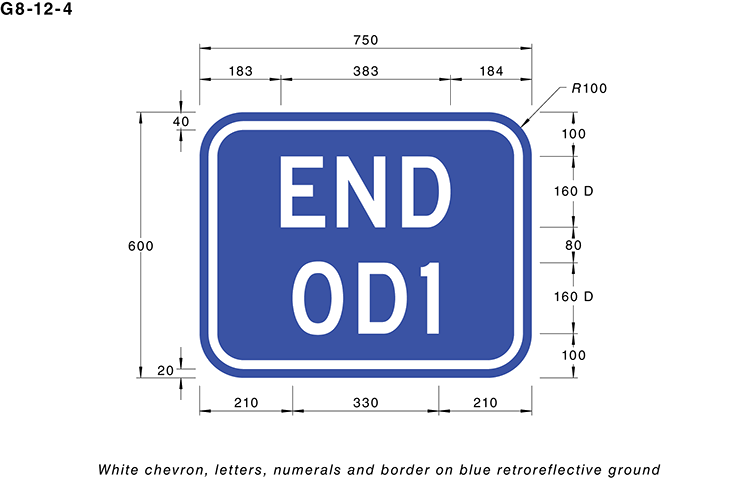 G8-12-4
750
183 383 184
R100
40
100
END
160 D
600
80
OD1
160 D
20
100
210 330 210
White chevron, letters, numerals and border on blue retroreflective ground